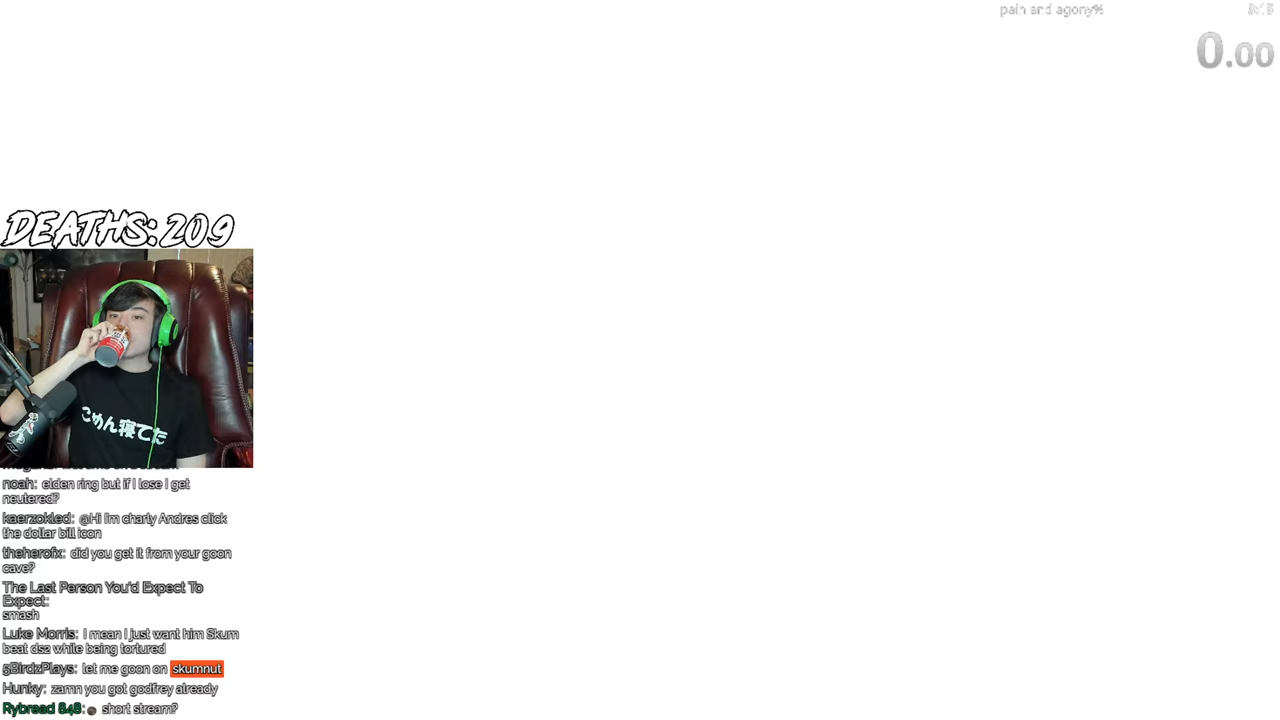 pain and agony%
0.00
DEATHS: 209
ごめん寝てた
noah: elden ring but if I lose I get
neutered?
kaerzokled: @Hi I'm charly Andres click
the dollar bill icon
theherofx: did you get it from your goon
cave?
The Last Person You'd Expect To
Expect:
smash
Luke Morris: I mean I just want him Skum
beat ds2 while being tortured
5BirdzPlays: let me goon on skumnut
Hunky: zamn you got godfrey already
Rybread 848: short stream?